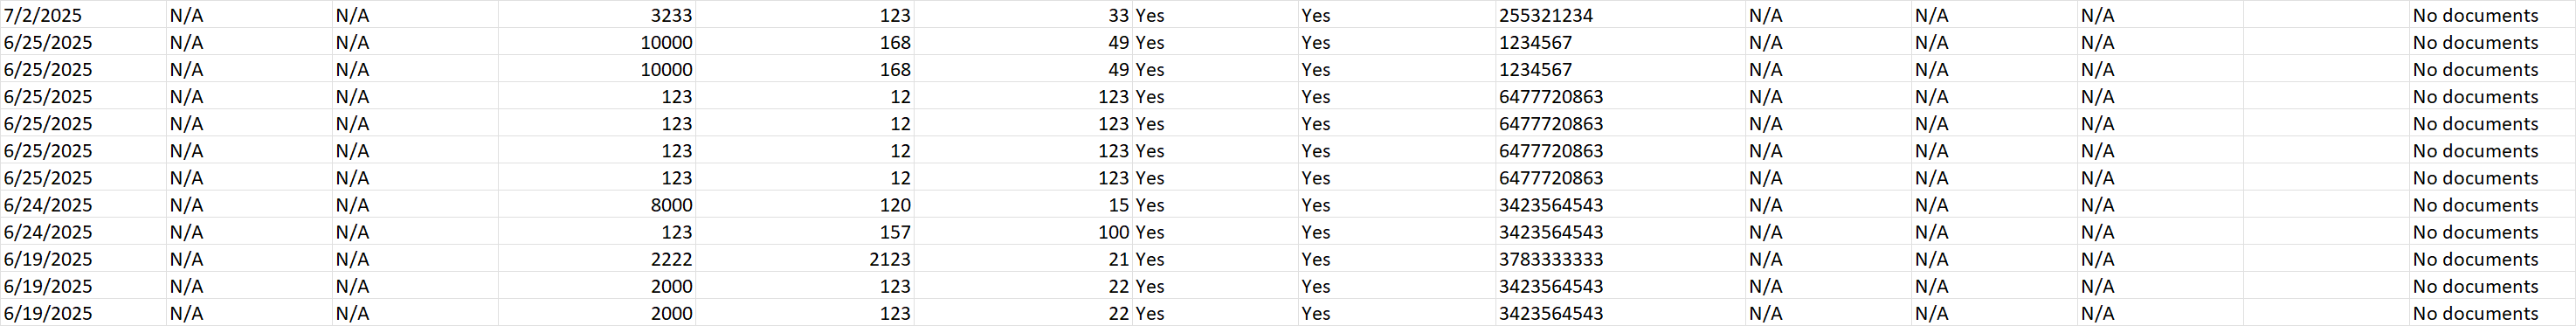 7/2/2025 N/A N/A 3233 123 33 Yes Yes 255321234 N/A N/A N/A No documents
6/25/2025 N/A N/A 10000 168 49 Yes Yes 1234567 N/A N/A N/A No documents
6/25/2025 N/A N/A 10000 168 49 Yes Yes 1234567 N/A N/A N/A No documents
6/25/2025 N/A N/A 123 12 123 Yes Yes 6477720863 N/A N/A N/A No documents
6/25/2025 N/A N/A 123 12 123 Yes Yes 6477720863 N/A N/A N/A No documents
6/25/2025 N/A N/A 123 12 123 Yes Yes 6477720863 N/A N/A N/A No documents
6/25/2025 N/A N/A 123 12 123 Yes Yes 6477720863 N/A N/A N/A No documents
6/24/2025 N/A N/A 8000 120 15 Yes Yes 3423564543 N/A N/A N/A No documents
6/24/2025 N/A N/A 123 157 100 Yes Yes 3423564543 N/A N/A N/A No documents
6/19/2025 N/A N/A 2222 2123 21 Yes Yes 3783333333 N/A N/A N/A No documents
6/19/2025 N/A N/A 2000 123 22 Yes Yes 3423564543 N/A N/A N/A No documents
6/19/2025 N/A N/A 2000 123 22 Yes Yes 3423564543 N/A N/A N/A No documents